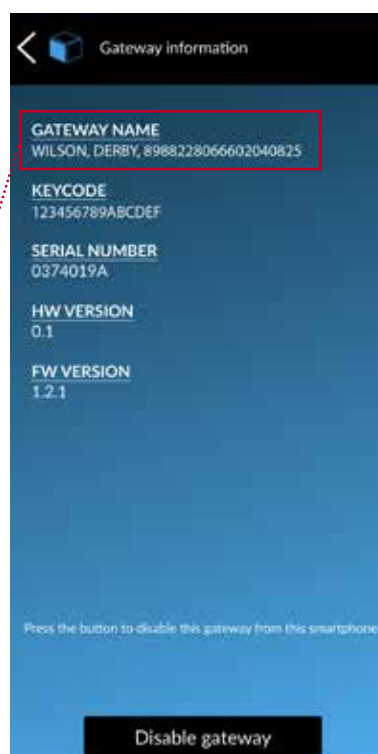 Gateway information
GATEWAY NAME
WILSON, DERBY, 8988228066602040825
KEYCODE
123456789ABCDEF
SERIAL NUMBER
0374019A
HW VERSION
0.1
FW VERSION
1.2.1
Press the button to disable this gateway from this smartphone
Disable gateway